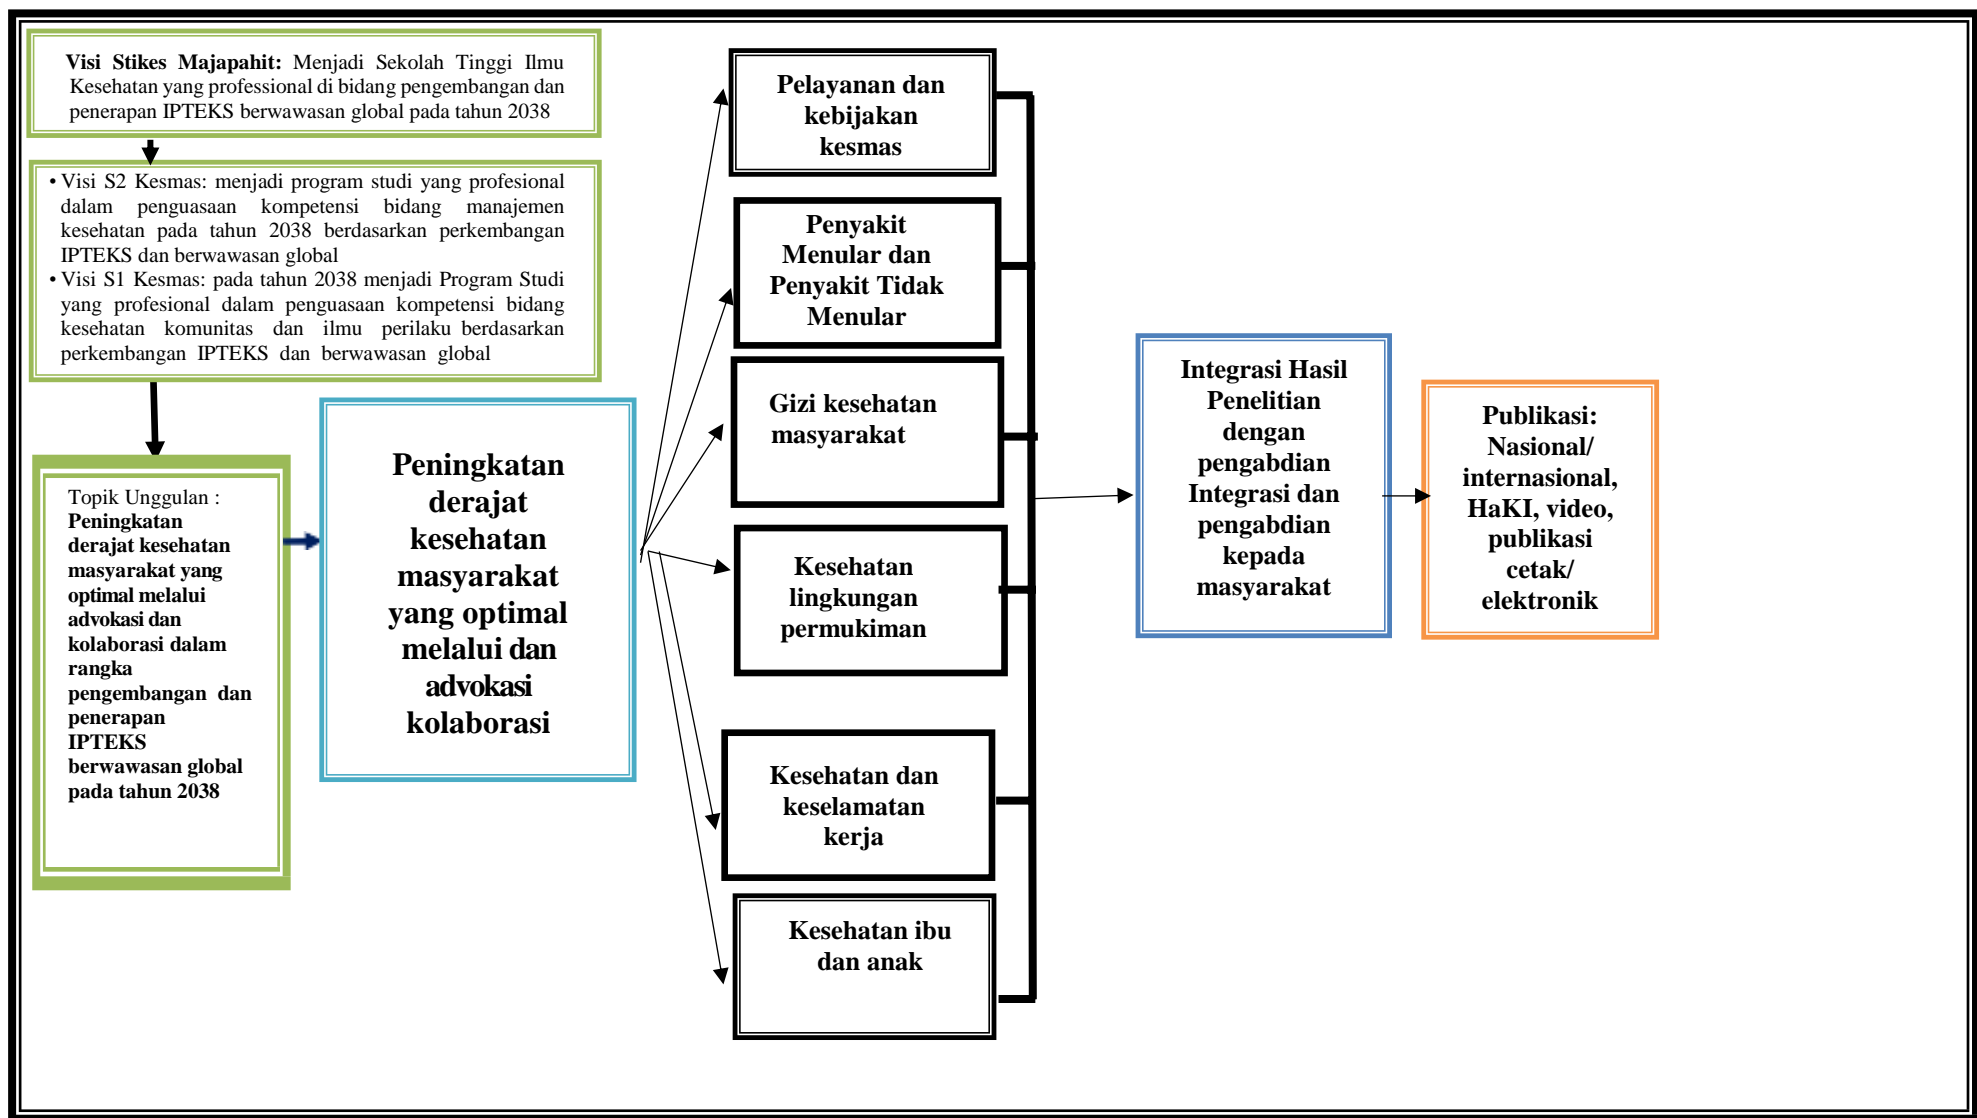 Visi Stikes Majapahit: Menjadi Sekolah Tinggi Ilmu
Kesehatan yang professional di bidang pengembangan dan
penerapan IPTEKS berwawasan global pada tahun 2038
• Visi S2 Kesmas: menjadi program studi yang profesional
dalam penguasaan kompetensi bidang manajemen
kesehatan pada tahun 2038 berdasarkan perkembangan
IPTEKS dan berwawasan global
• Visi S1 Kesmas: pada tahun 2038 menjadi Program Studi
yang profesional dalam penguasaan kompetensi bidang
kesehatan komunitas dan ilmu perilaku berdasarkan
perkembangan IPTEKS dan berwawasan global
Topik Unggulan :
Peningkatan
derajat kesehatan
masyarakat yang
optimal melalui
advokasi dan
kolaborasi dalam
rangka
pengembangan dan
penerapan
IPTEKS
berwawasan global
pada tahun 2038
Peningkatan
derajat
kesehatan
masyarakat
yang optimal
melalui dan
advokasi
kolaborasi
Pelayanan dan
kebijakan
kesmas
Penyakit
Menular dan
Penyakit Tidak
Menular
Gizi kesehatan
masyarakat
Kesehatan
lingkungan
permukiman
Kesehatan dan
keselamatan
kerja
Kesehatan ibu
dan anak
Integrasi Hasil
Penelitian
dengan
pengabdian
Integrasi dan
pengabdian
kepada
masyarakat
Publikasi:
Nasional/
internasional,
HaKI, video,
publikasi
cetak/
elektronik